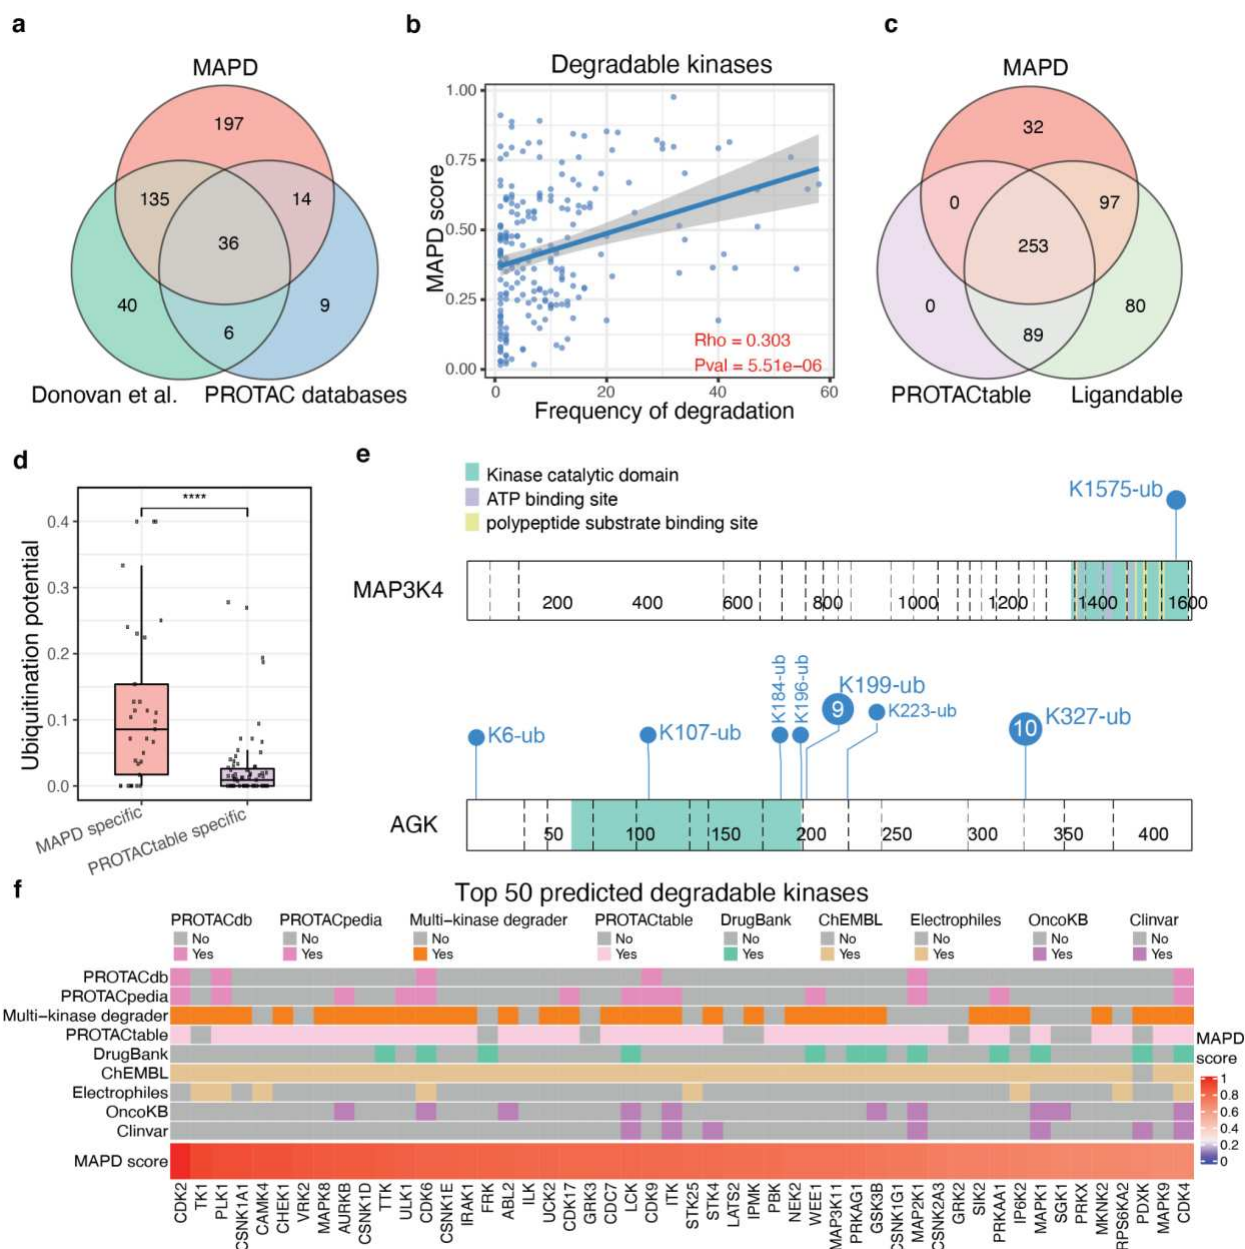 a
MAPD
197
135
14
36
40
9
6
Donovan et al.
PROTAC databases
b
Degradable kinases
MAPD score
1.00
0.75
0.50
0.25
0.00
Rho = 0.303
Pval = 5.51e−06
0
20
40
60
Frequency of degradation
c
MAPD
32
0
97
253
0
80
89
PROTACtable
Ligandable
d
Ubiquitination potential
0.4
0.3
0.2
0.1
0.0
****
MAPD specific
PROTACtable specific
e
Kinase catalytic domain
ATP binding site
polypeptide substrate binding site
K1575-ub
MAP3K4
200 400 600 800 1000 1200 1400 1600
K6-ub
K107-ub
K184-ub
K196-ub
9
K199-ub
K223-ub
10
K327-ub
AGK
50 100 150 200 250 300 350 400
f
Top 50 predicted degradable kinases
PROTACdb
No
Yes
PROTACpedia
No
Yes
Multi−kinase degrader
No
Yes
PROTACtable
No
Yes
DrugBank
No
Yes
ChEMBL
No
Yes
Electrophiles
No
Yes
OncoKB
No
Yes
Clinvar
No
Yes
PROTACdb
PROTACpedia
Multi−kinase degrader
PROTACtable
DrugBank
ChEMBL
Electrophiles
OncoKB
Clinvar
MAPD score
MAPD
score
1
0.8
0.6
0.4
0.2
0
CDK2
TK1
PLK1
CSNK1A1
CAMK4
CHEK1
VRK2
MAPK8
AURKB
CSNK1D
TTK
ULK1
CDK6
CSNK1E
IRAK1
FRK
ABL2
ILK
UCK2
CDK17
GRK3
CDC7
LCK
CDK9
ITK
STK25
STK4
LATS2
IPMK
PBK
NEK2
WEE1
MAP3K11
PRKAG1
GSK3B
CSNK1G1
MAP2K1
CSNK2A3
GRK2
SIK2
PRKAA1
IP6K2
MAPK1
SGK1
PRKX
MKNK2
RPS6KA2
PDXK
MAPK9
CDK4